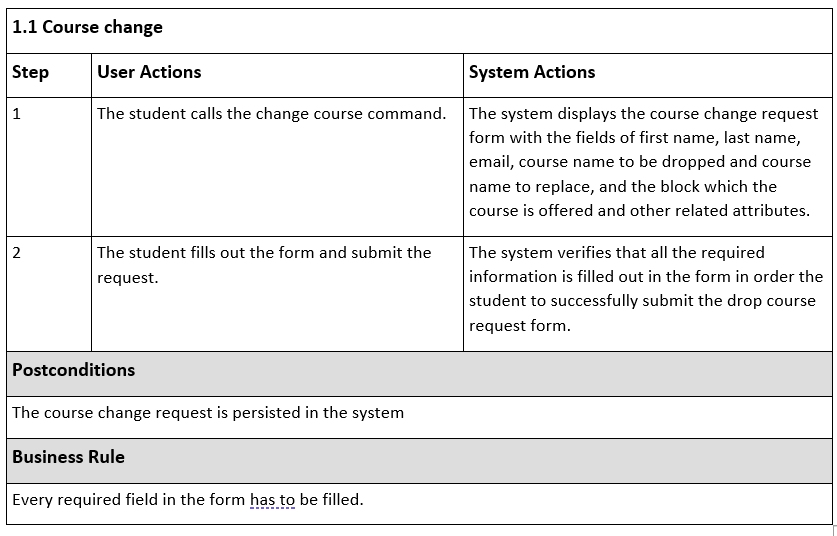 1.1 Course change
Step
User Actions
System Actions
1
The student calls the change course command.
The system displays the course change request
form with the fields of first name, last name,
email, course name to be dropped and course
name to replace, and the block which the
course is offered and other related attributes.
2
The student fills out the form and submit the
request.
The system verifies that all the required
information is filled out in the form in order the
student to successfully submit the drop course
request form.
Postconditions
The course change request is persisted in the system
Business Rule
Every required field in the form has to be filled.